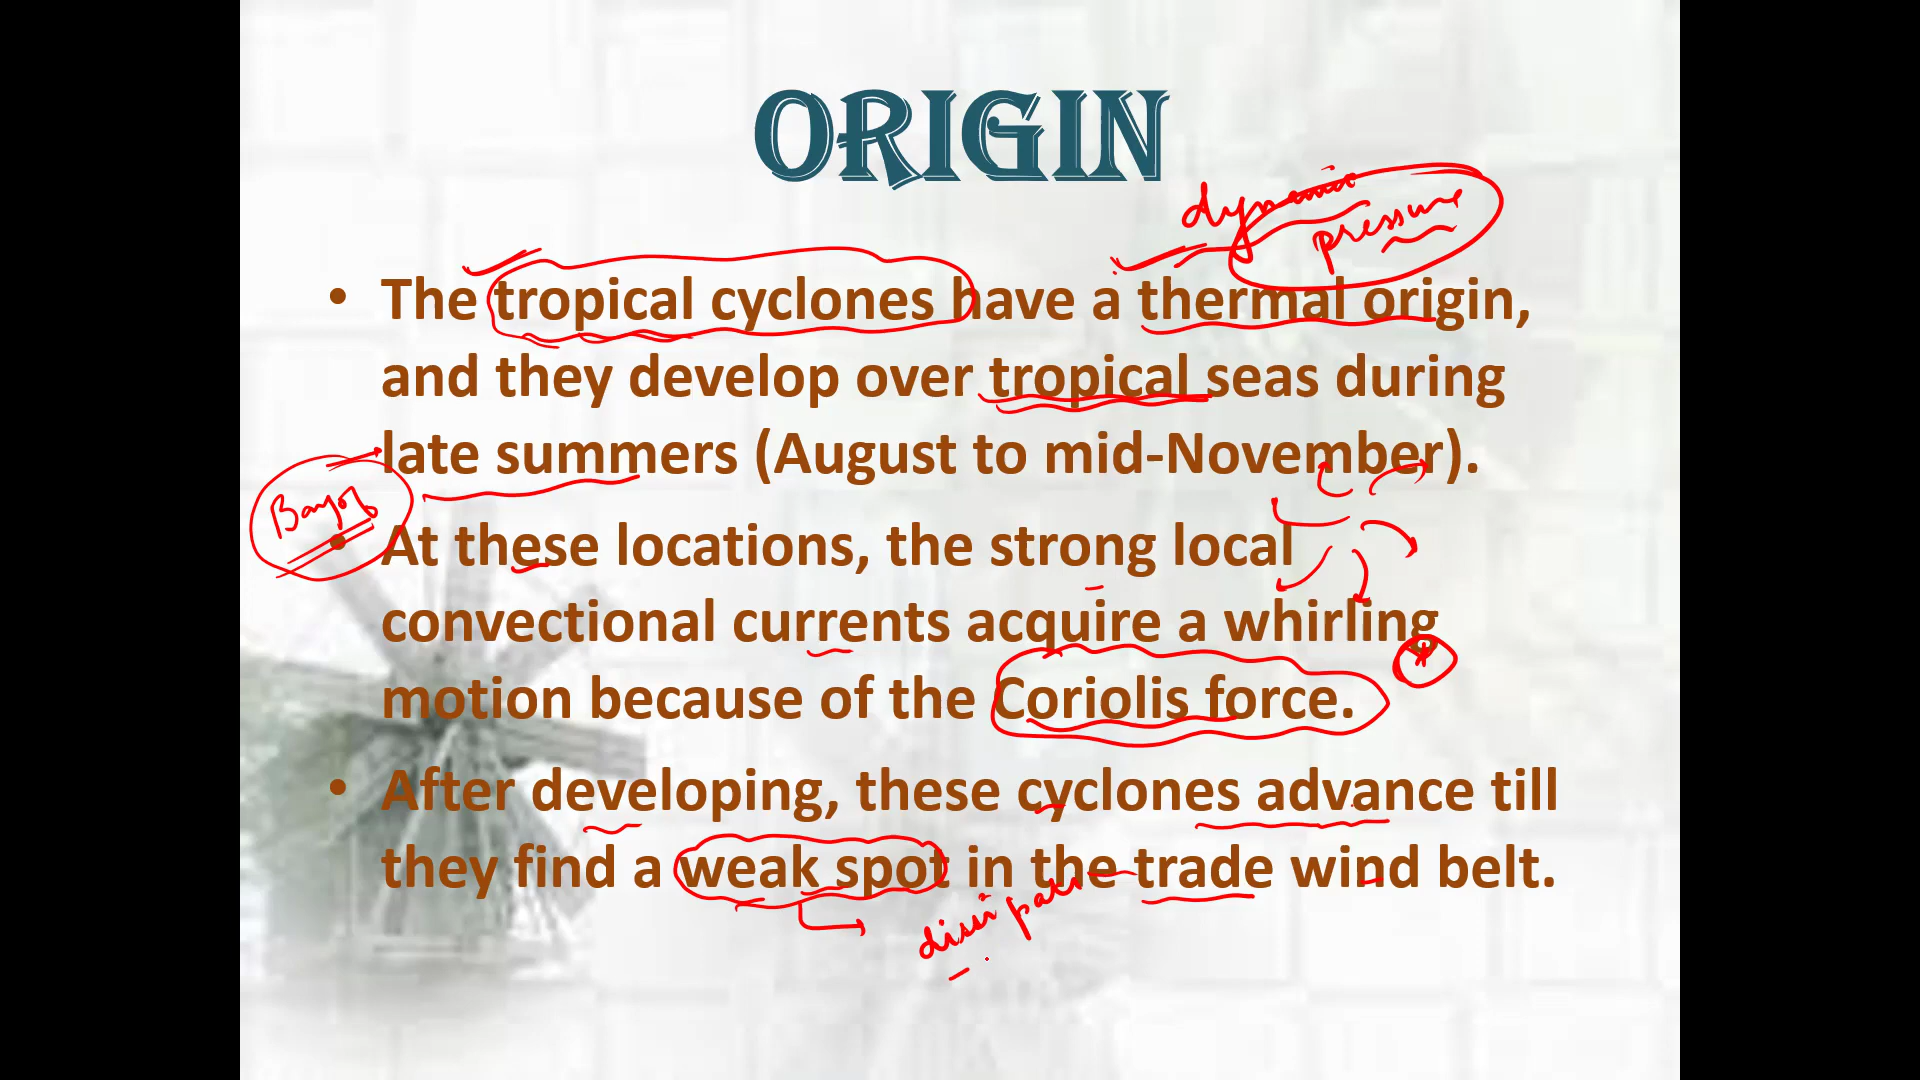 ORIGIN
dynamic
pressure
• The tropical cyclones have a thermal origin,
and they develop over tropical seas during
late summers (August to mid-November).
• At these locations, the strong local
convectional currents acquire a whirling
motion because of the Coriolis force.
• After developing, these cyclones advance till
they find a weak spot in the trade wind belt.